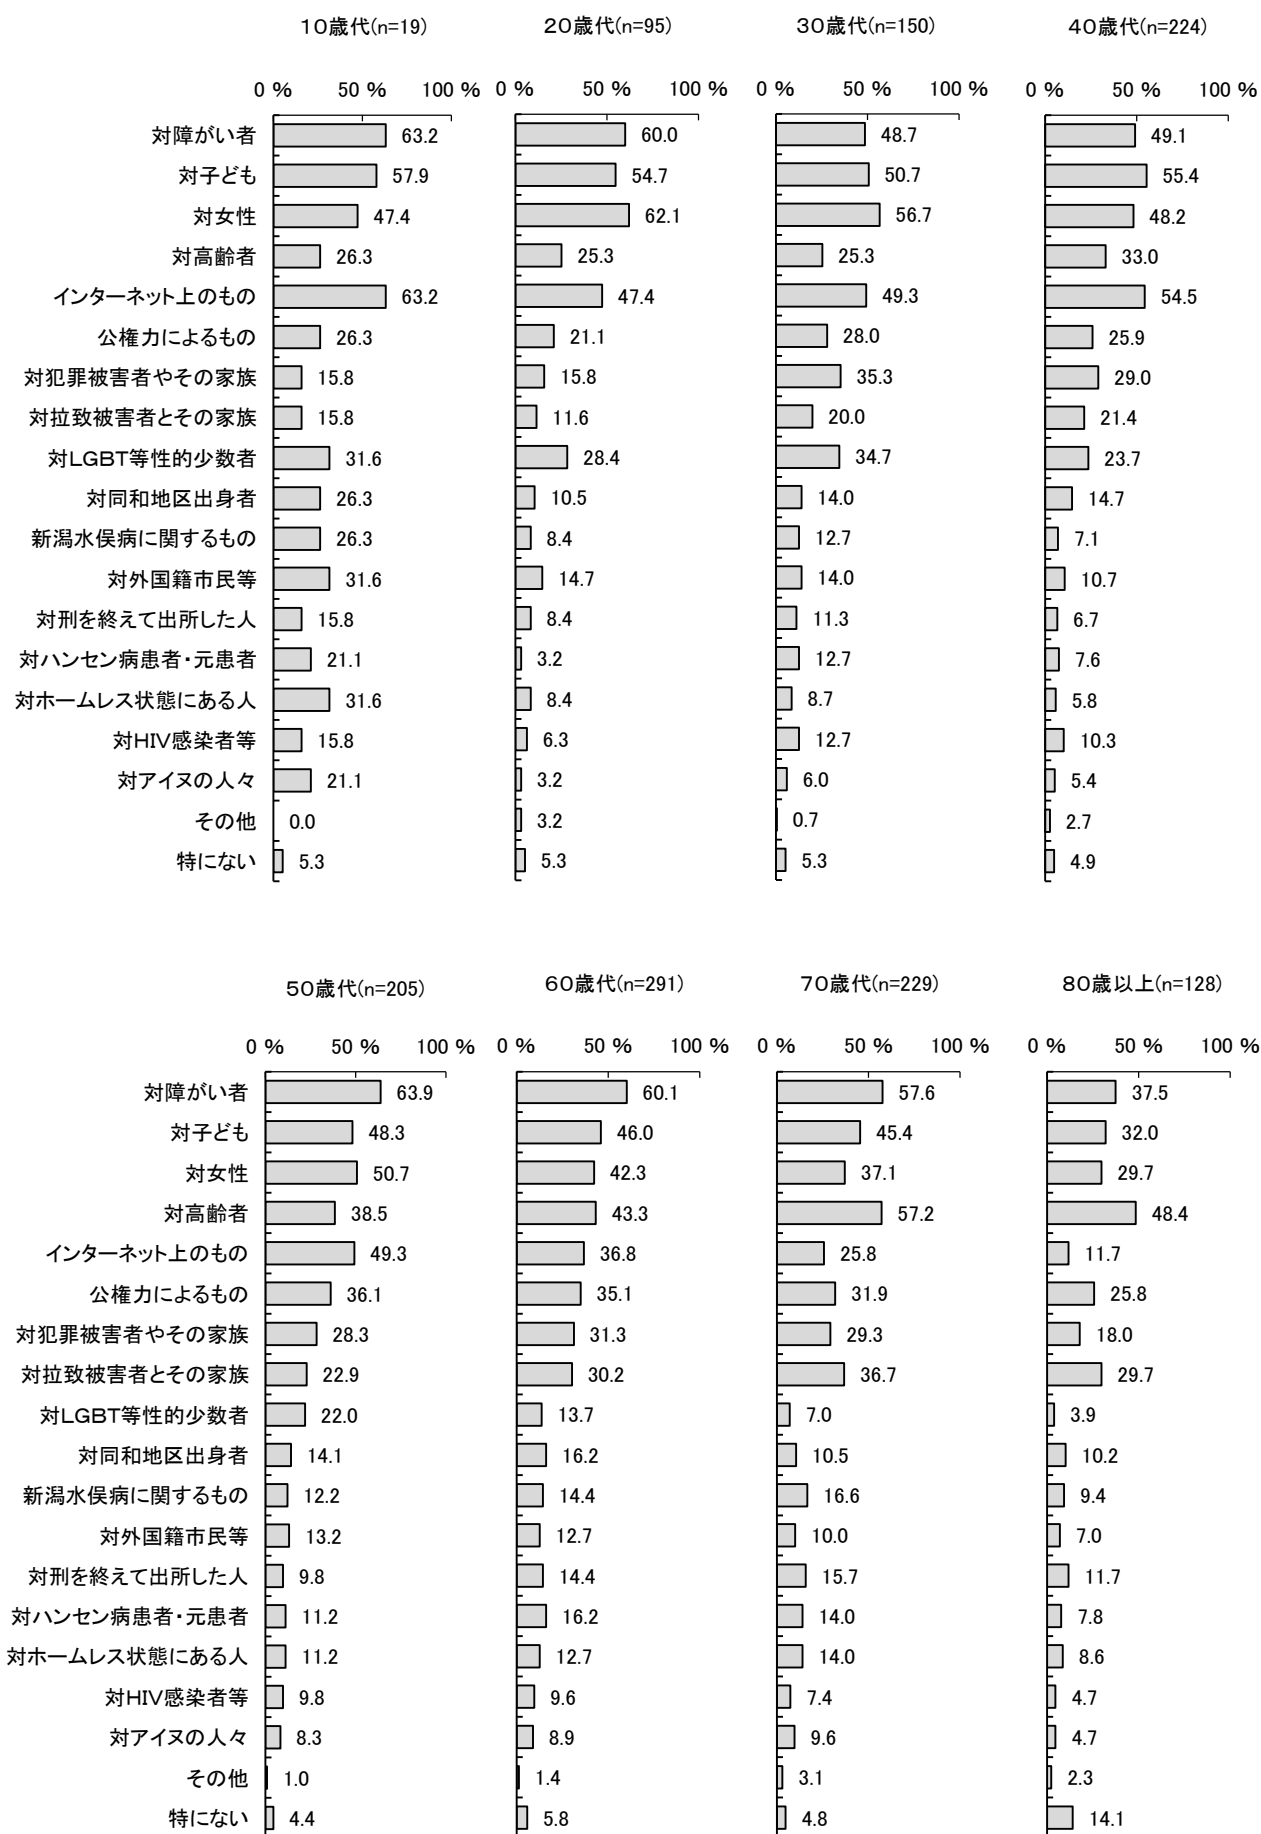 10歳代(n=19) 20歳代(n=95) 30歳代(n=150) 40歳代(n=224)
0 % 50 % 100 % 0 % 50 % 100 % 0 % 50 % 100 % 0 % 50 % 100 %
対障がい者 63.2 60.0 48.7 49.1
対子ども 57.9 54.7 50.7 55.4
対女性 47.4 62.1 56.7 48.2
対高齢者 26.3 25.3 25.3 33.0
インターネット上のもの 63.2 47.4 49.3 54.5
公権力によるもの 26.3 21.1 28.0 25.9
対犯罪被害者やその家族 15.8 15.8 35.3 29.0
対拉致被害者とその家族 15.8 11.6 20.0 21.4
対LGBT等性的少数者 31.6 28.4 34.7 23.7
対同和地区出身者 26.3 10.5 14.0 14.7
新潟水俣病に関するもの 26.3 8.4 12.7 7.1
対外国籍市民等 31.6 14.7 14.0 10.7
対刑を終えて出所した人 15.8 8.4 11.3 6.7
対ハンセン病患者・元患者 21.1 3.2 12.7 7.6
対ホームレス状態にある人 31.6 8.4 8.7 5.8
対HIV感染者等 15.8 6.3 12.7 10.3
対アイヌの人々 21.1 3.2 6.0 5.4
その他 0.0 3.2 0.7 2.7
特にない 5.3 5.3 5.3 4.9
50歳代(n=205) 60歳代(n=291) 70歳代(n=229) 80歳以上(n=128)
0 % 50 % 100 % 0 % 50 % 100 % 0 % 50 % 100 % 0 % 50 % 100 %
対障がい者 63.9 60.1 57.6 37.5
対子ども 48.3 46.0 45.4 32.0
対女性 50.7 42.3 37.1 29.7
対高齢者 38.5 43.3 57.2 48.4
インターネット上のもの 49.3 36.8 25.8 11.7
公権力によるもの 36.1 35.1 31.9 25.8
対犯罪被害者やその家族 28.3 31.3 29.3 18.0
対拉致被害者とその家族 22.9 30.2 36.7 29.7
対LGBT等性的少数者 22.0 13.7 7.0 3.9
対同和地区出身者 14.1 16.2 10.5 10.2
新潟水俣病に関するもの 12.2 14.4 16.6 9.4
対外国籍市民等 13.2 12.7 10.0 7.0
対刑を終えて出所した人 9.8 14.4 15.7 11.7
対ハンセン病患者・元患者 11.2 16.2 14.0 7.8
対ホームレス状態にある人 11.2 12.7 14.0 8.6
対HIV感染者等 9.8 9.6 7.4 4.7
対アイヌの人々 8.3 8.9 9.6 4.7
その他 1.0 1.4 3.1 2.3
特にない 4.4 5.8 4.8 14.1